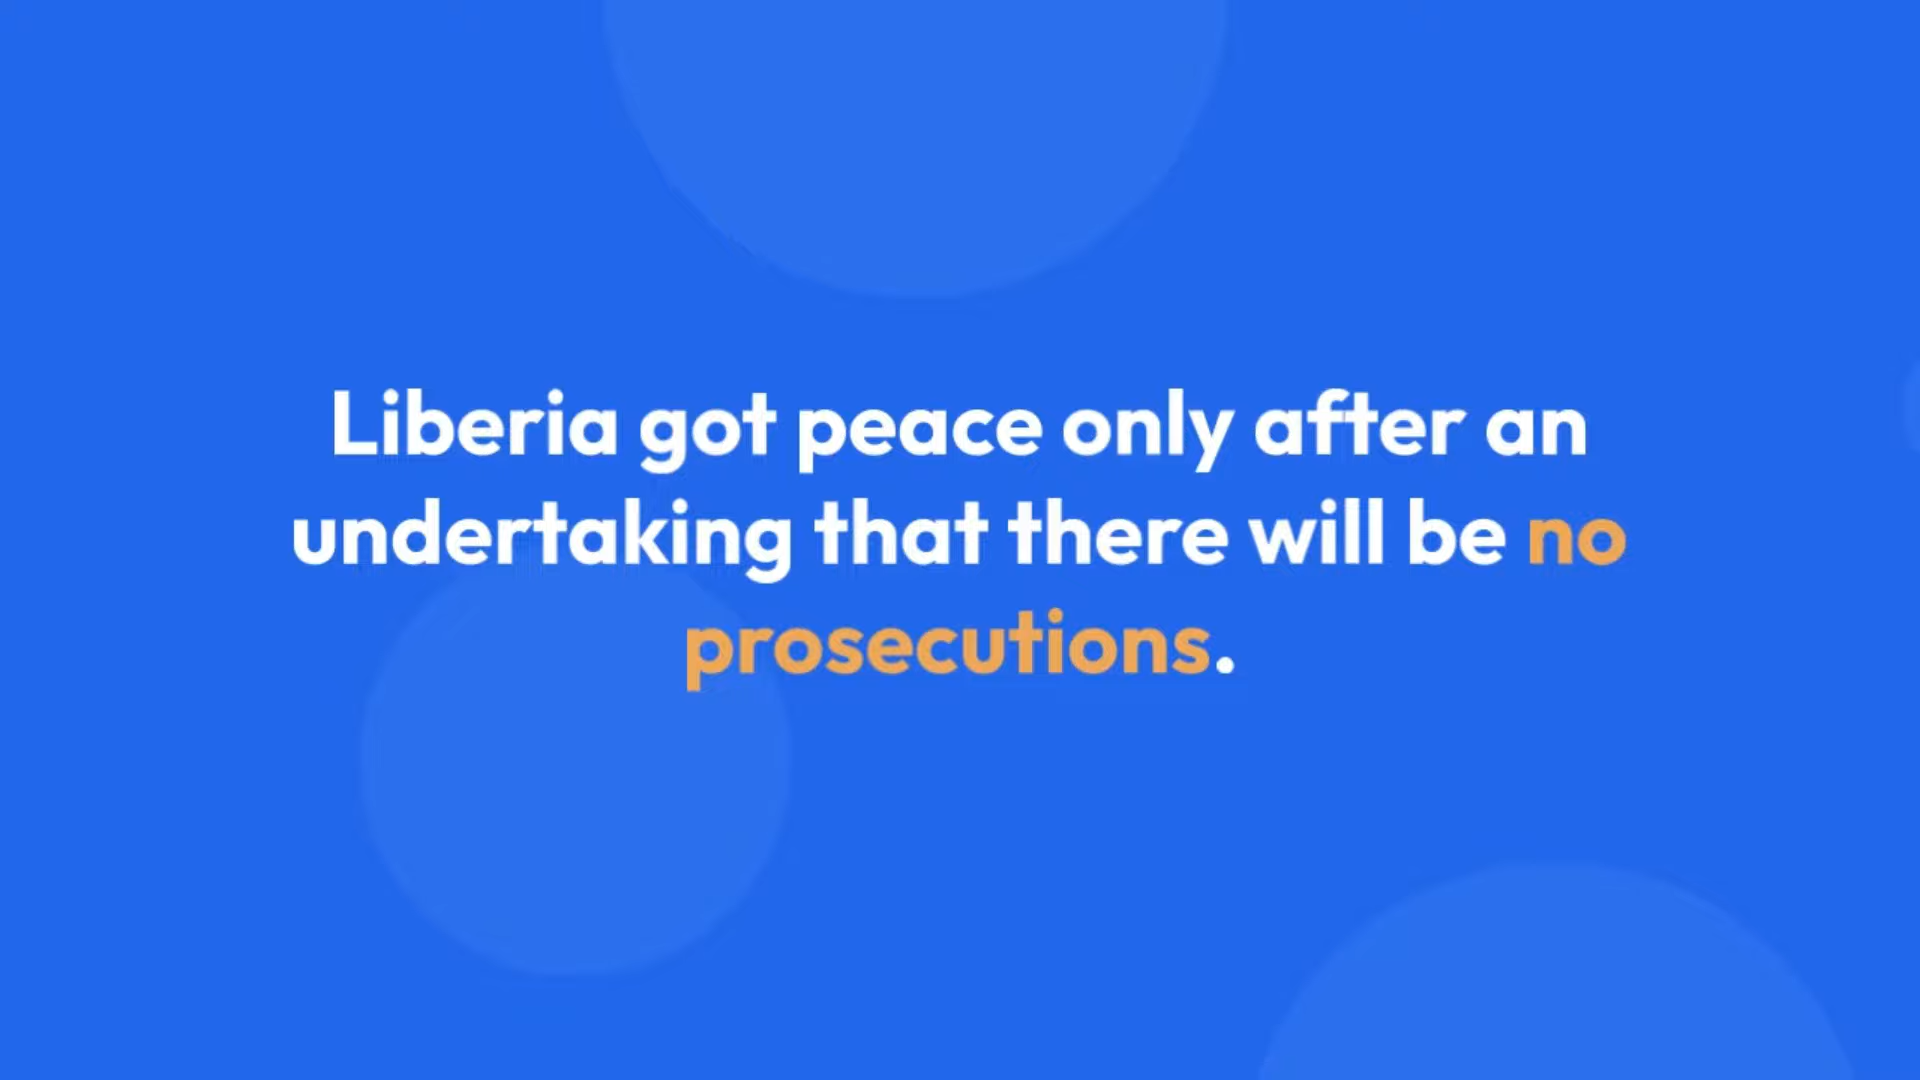 Liberia got peace only after an
undertaking that there will be no
prosecutions.